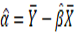 α̂ = Ȳ − β̂X̄